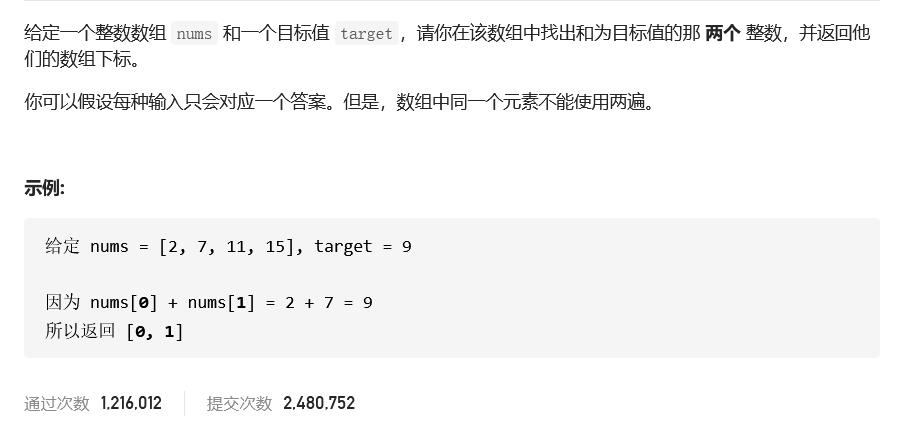 给定一个整数数组 nums 和一个目标值 target，请你在该数组中找出和为目标值的那 两个 整数，并返回他
们的数组下标。
你可以假设每种输入只会对应一个答案。但是，数组中同一个元素不能使用两遍。
示例:
给定 nums = [2, 7, 11, 15], target = 9
因为 nums[0] + nums[1] = 2 + 7 = 9
所以返回 [0, 1]
通过次数 1,216,012 提交次数 2,480,752